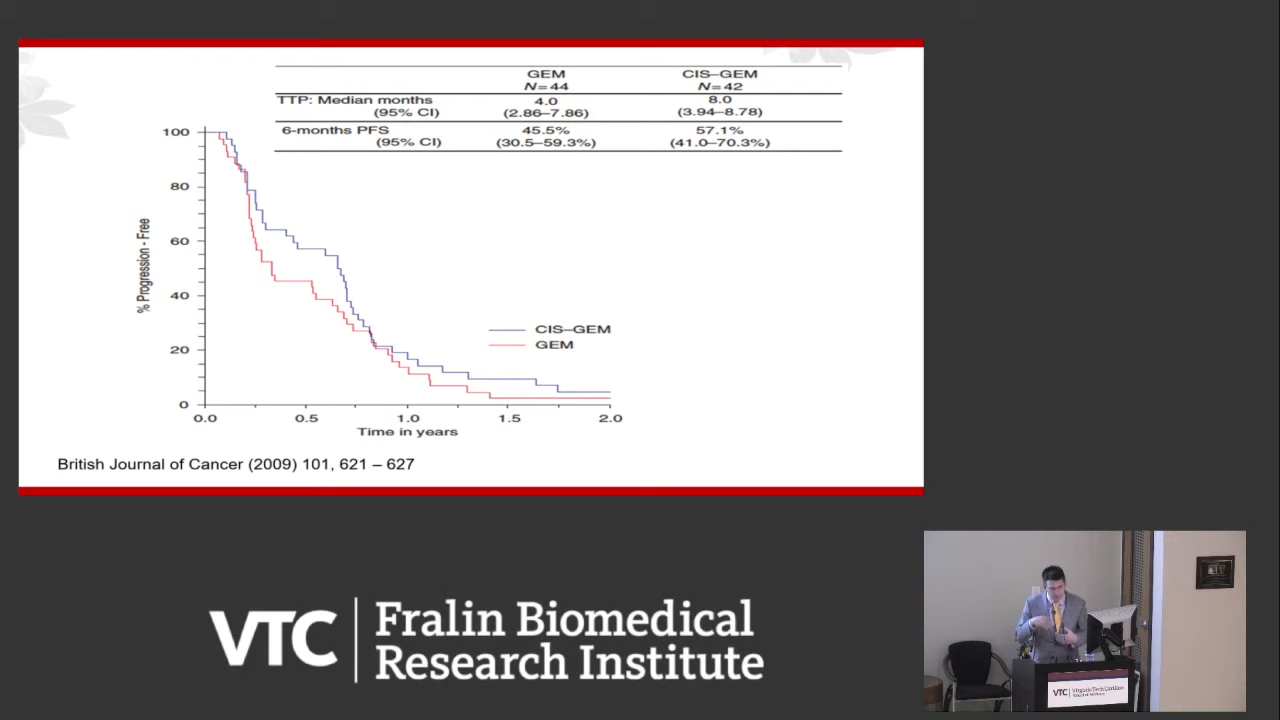 GEM CIS–GEM
N=44 N=42
TTP: Median months 4.0 8.0
(95% CI) (2.86–7.86) (3.94–8.78)
6-months PFS 45.5% 57.1%
(95% CI) (30.5–59.3%) (41.0–70.3%)
% Progression - Free
100
80
60
40
20
0
CIS–GEM
GEM
0.0 0.5 1.0 1.5 2.0
Time in years
British Journal of Cancer (2009) 101, 621 – 627
VTC Fralin Biomedical
Research Institute
VTC Virginia Tech Carilion